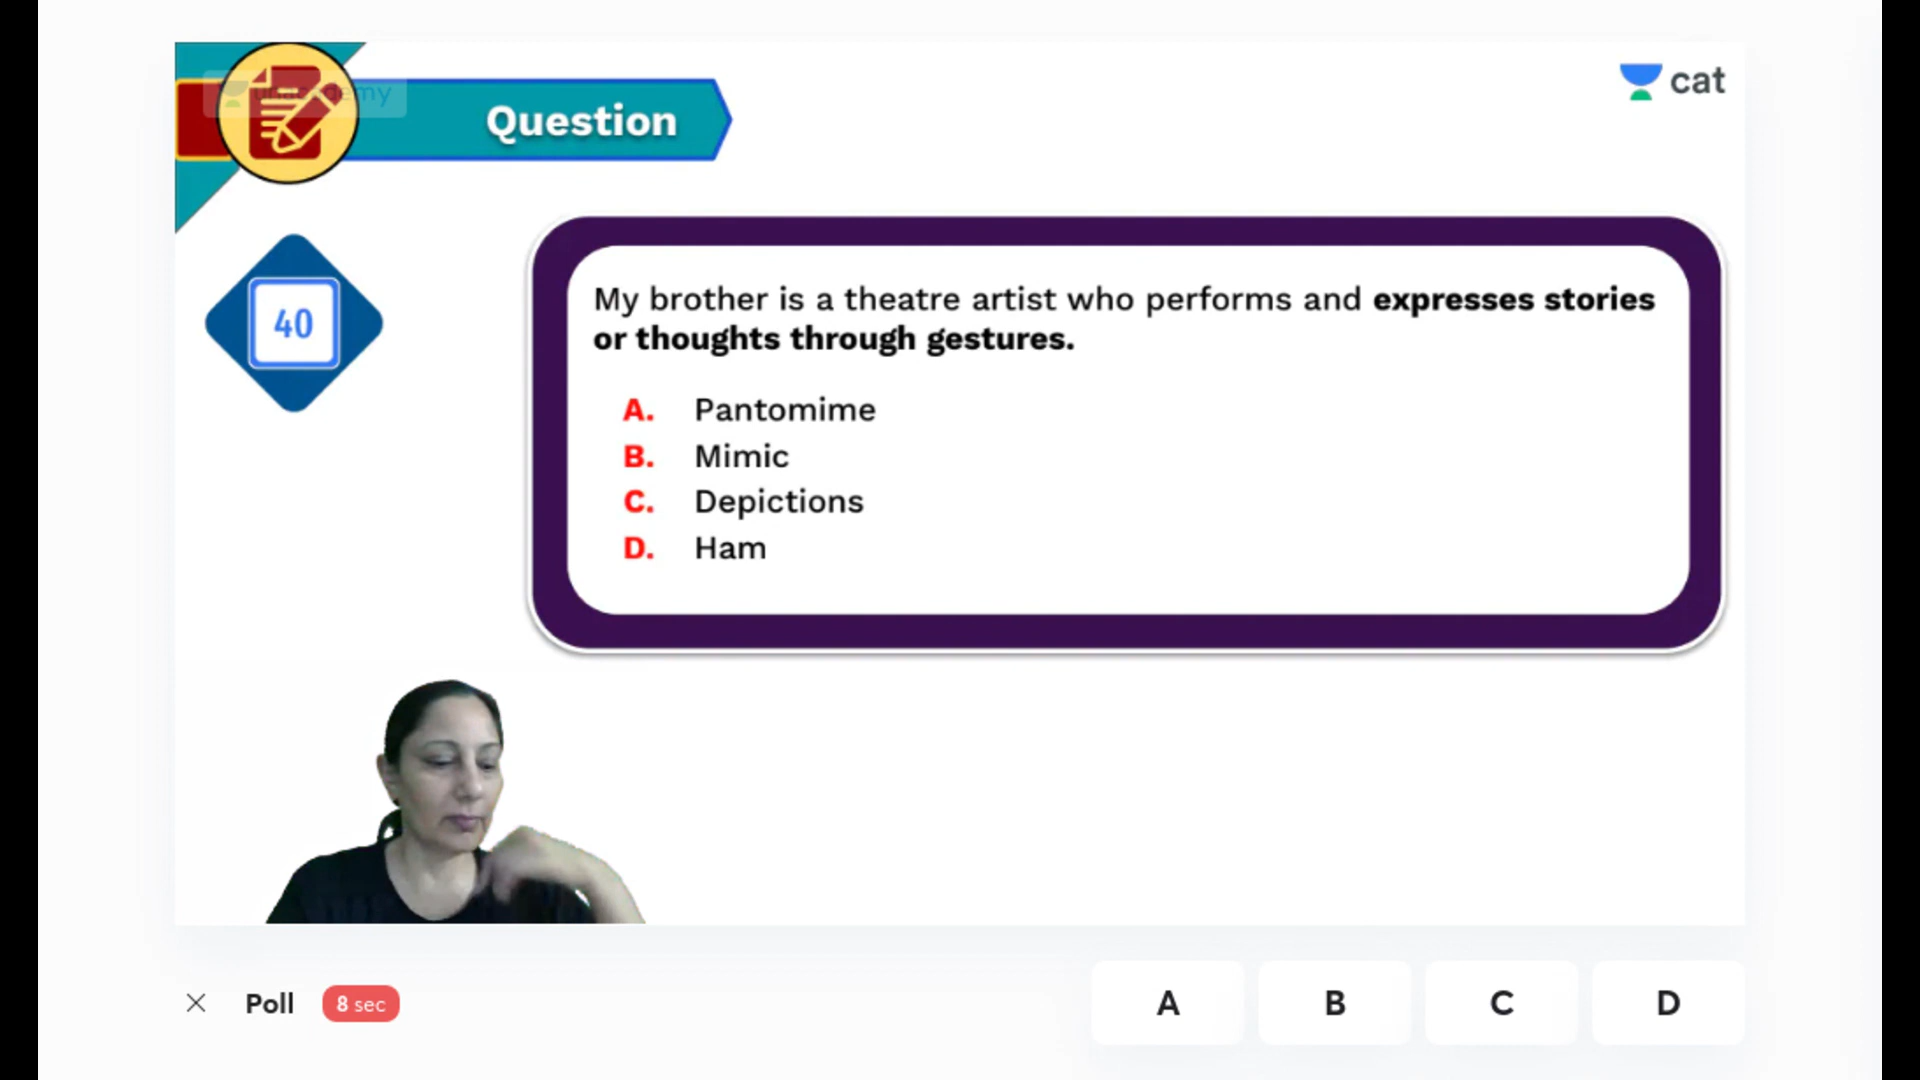 Question
cat
40
My brother is a theatre artist who performs and expresses stories
or thoughts through gestures.
A. Pantomime
B. Mimic
C. Depictions
D. Ham
Poll 8 sec
A B C D